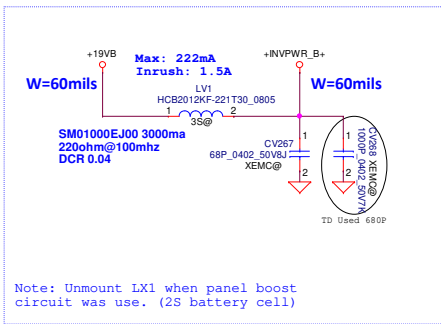 +19VB
Max: 222mA
Inrush: 1.5A
+INVPWR_B+
W=60mils
W=60mils
LV1
HCB2012KF-221T30_0805
1
2
3S@
SM01000EJ00 3000ma
220ohm@100mhz
DCR 0.04
CV267
68P_0402_50V8J
XEMC@
1
2
CV268 XEMC@
1000P_0402_50V7K
1
2
TD Used 680P
Note: Unmount LX1 when panel boost
circuit was use. (2S battery cell)